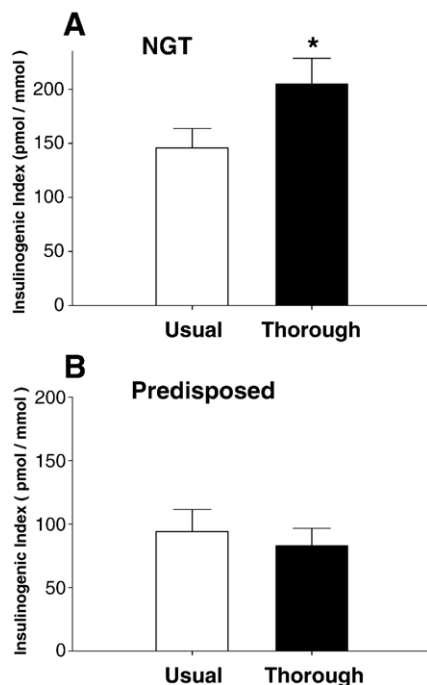 A
NGT
*
Insulinogenic Index (pmol / mmol )
200
150
100
50
0
Usual Thorough
B
Predisposed
Insulinogenic Index ( pmol / mmol )
200
150
100
50
0
Usual Thorough